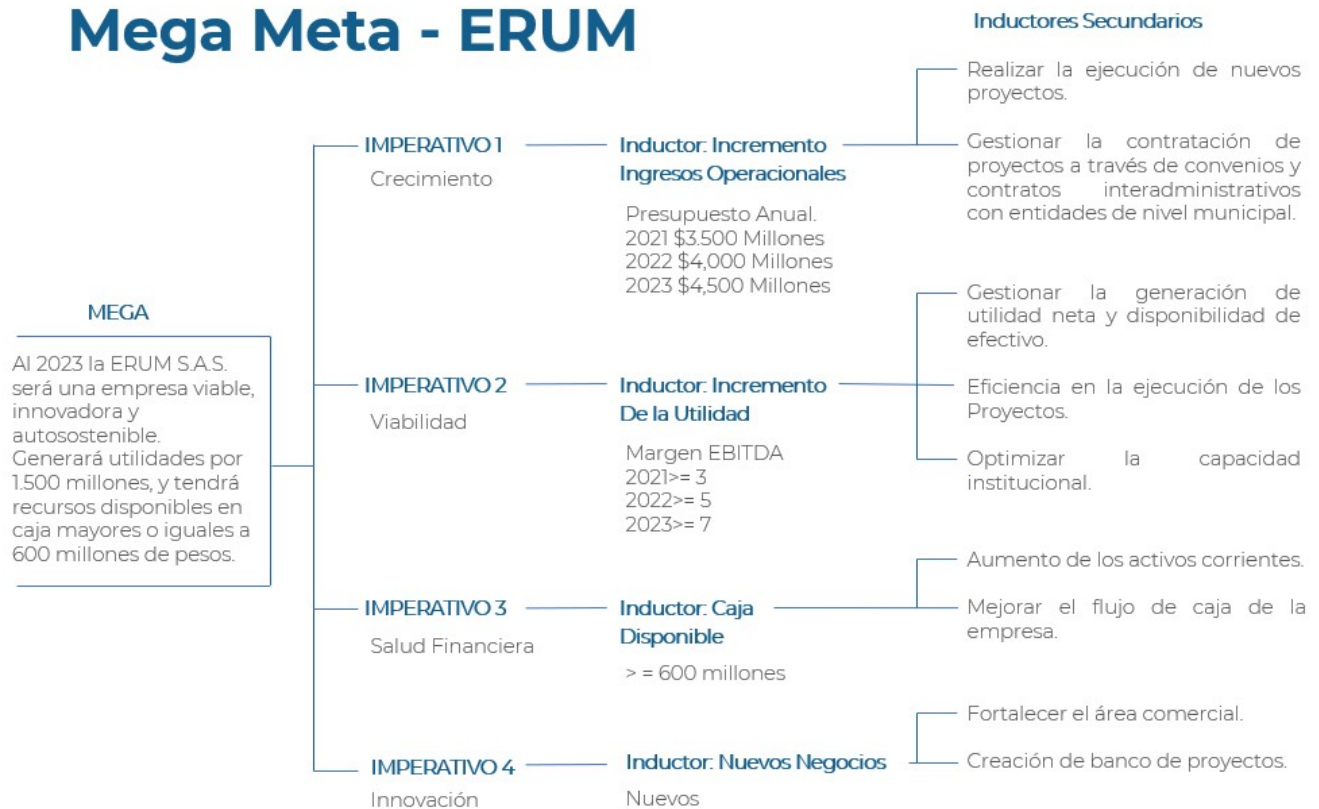 Mega Meta - ERUM
Inductores Secundarios
MEGA
Al 2023 la ERUM S.A.S.
será una empresa viable,
innovadora y
autosostenible.
Generará utilidades por
1.500 millones, y tendrá
recursos disponibles en
caja mayores o iguales a
600 millones de pesos.
IMPERATIVO 1
Crecimiento
Inductor: Incremento
Ingresos Operacionales
Presupuesto Anual.
2021 $3.500 Millones
2022 $4,000 Millones
2023 $4,500 Millones
Realizar la ejecución de nuevos
proyectos.
Gestionar la contratación de
proyectos a través de convenios y
contratos interadministrativos
con entidades de nivel municipal.
IMPERATIVO 2
Viabilidad
Inductor: Incremento
De la Utilidad
Margen EBITDA
2021>= 3
2022>= 5
2023>= 7
Gestionar la generación de
utilidad neta y disponibilidad de
efectivo.
Eficiencia en la ejecución de los
Proyectos.
Optimizar la capacidad
institucional.
IMPERATIVO 3
Salud Financiera
Inductor: Caja
Disponible
> = 600 millones
Aumento de los activos corrientes.
Mejorar el flujo de caja de la
empresa.
IMPERATIVO 4
Innovación
Inductor: Nuevos Negocios
Nuevos
Fortalecer el área comercial.
Creación de banco de proyectos.